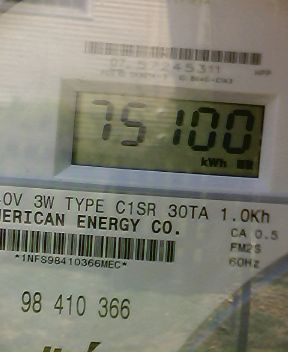 75100
kWh
0V 3W TYPE C1SR 30TA 1.0Kh
MERICAN ENERGY CO.
CA 0.5
FM2S
60Hz
*1NFS98410366MEC*
98 410 366